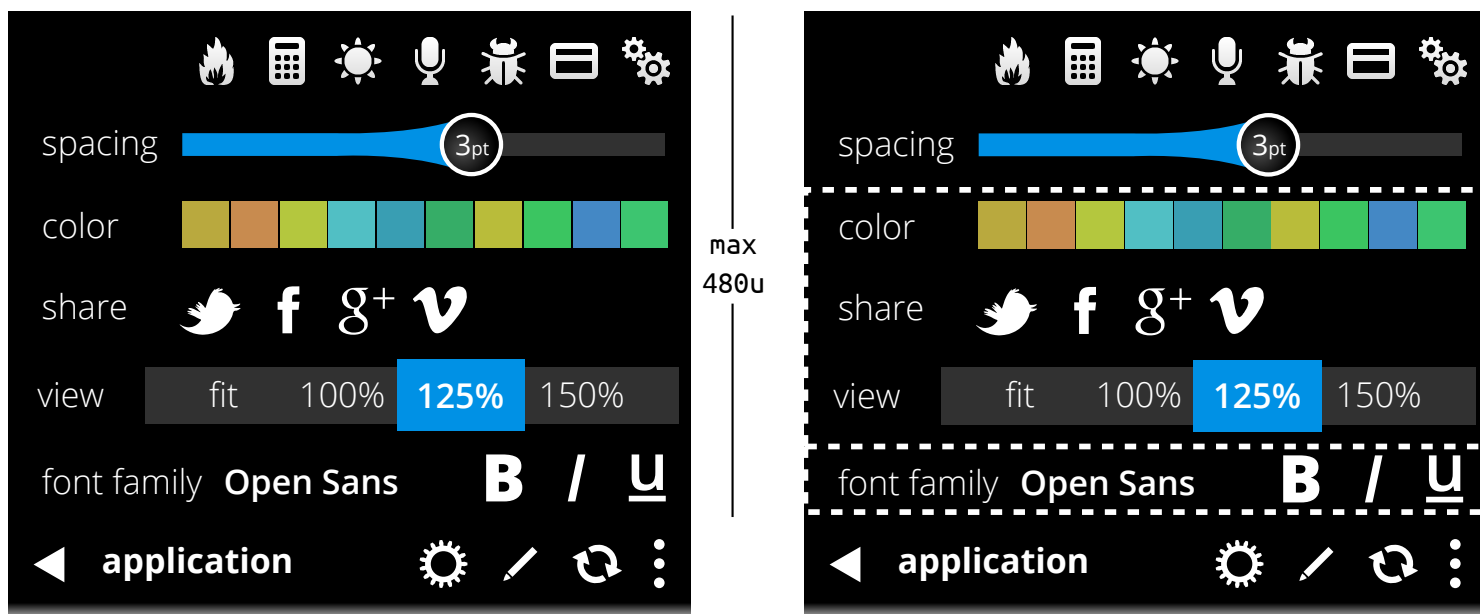 spacing 3pt
color
share f g+ v
view fit 100% 125% 150%
font family Open Sans B I U
application
max
480u
spacing 3pt
color
share f g+ v
view fit 100% 125% 150%
font family Open Sans B I U
application